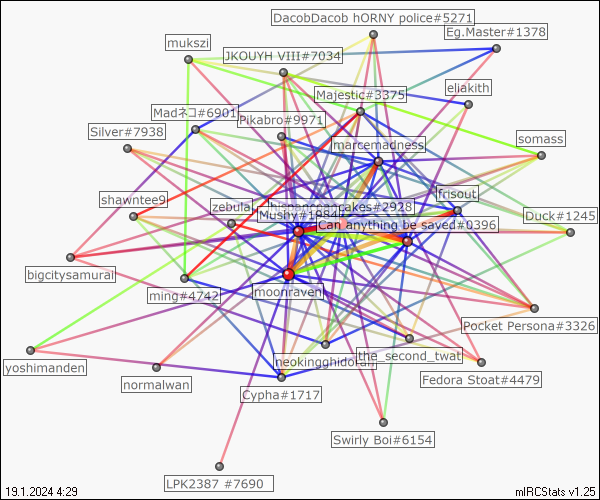 DacobDacob hORNY police#5271
Eg.Master#1378
mukszi
JKOUYH VIII#7034
eliakith
Majestic#3375
Madネコ#6901
Pikabro#9971
Silver#7938
marcemadness
somass
shawntee9
zebulal
frisout
Mushy#1984
Can anything be saved#0396
Duck#1245
bigcitysamurai
ming#4742
moonraven
Pocket Persona#3326
yoshimanden
normalwan
neokingghidorah
the_second_twat
Fedora Stoat#4479
Cypha#1717
Swirly Boi#6154
LPK2387 #7690
19.1.2024 4:29
mIRCStats v1.25